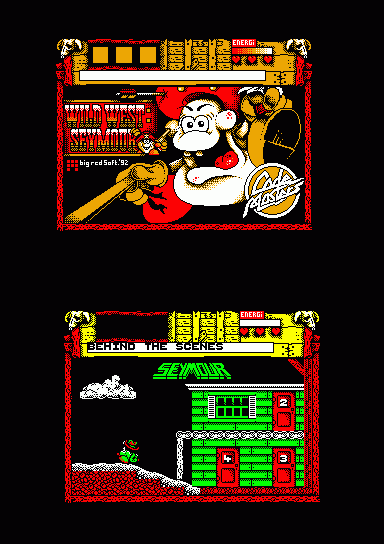 ENERGY
WILD WEST
SEYMOUR
big red Soft.'92
Code
Masters
ENERGY
BEHIND THE SCENES
SEYMOUR
2
4 3